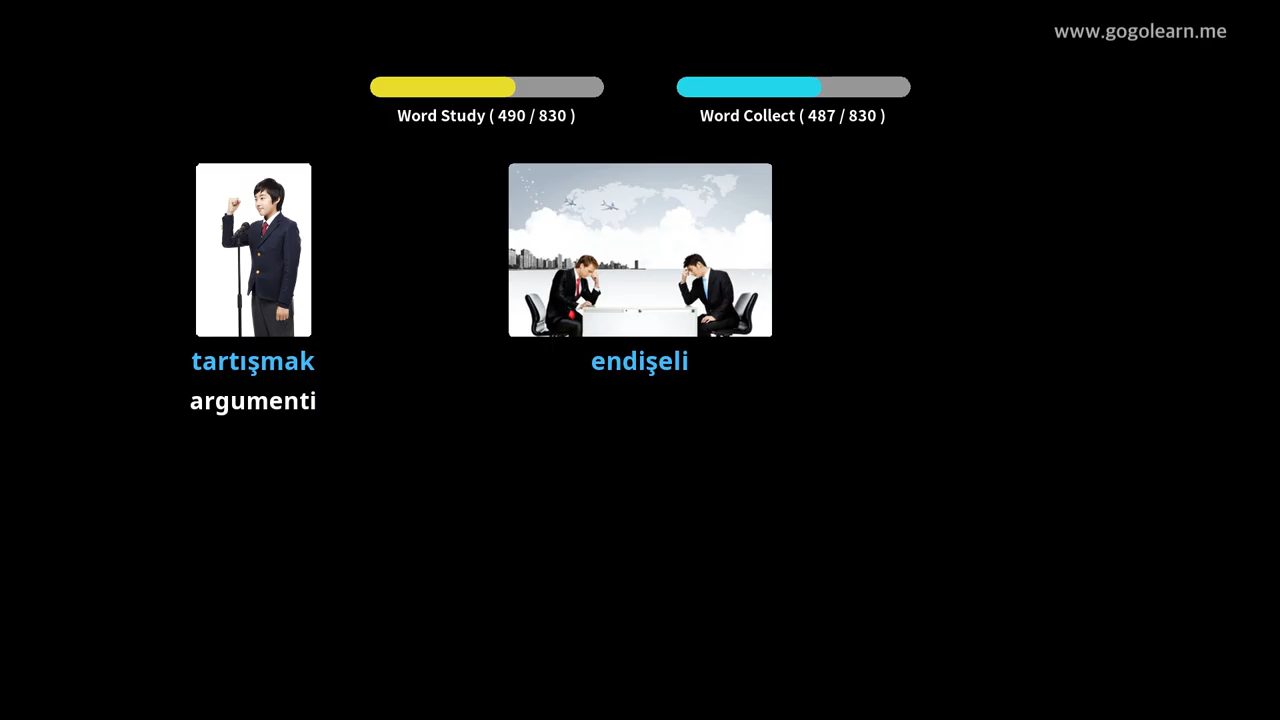 www.gogolearn.me
Word Study ( 490 / 830 )
Word Collect ( 487 / 830 )
tartışmak
argumenti
endişeli